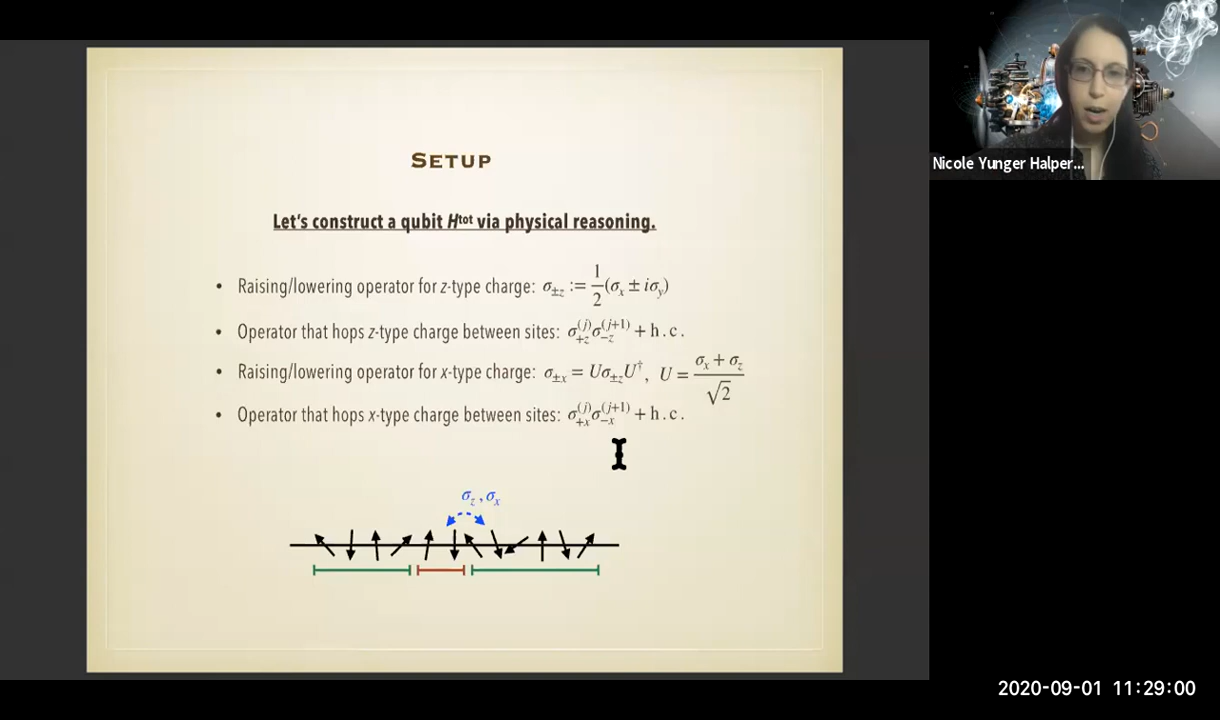 SETUP
Let's construct a qubit Hᵗᵒᵗ via physical reasoning.
• Raising/lowering operator for z-type charge: σ±z := 1/2 (σx ± iσy)
• Operator that hops z-type charge between sites: σ+z^(j) σ−z^(j+1) + h.c.
• Raising/lowering operator for x-type charge: σ±x = Uσ±zU†, U = (σx + σz)/√2
• Operator that hops x-type charge between sites: σ+x^(j) σ−x^(j+1) + h.c.
σz , σx
Nicole Yunger Halper...
2020-09-01 11:29:00